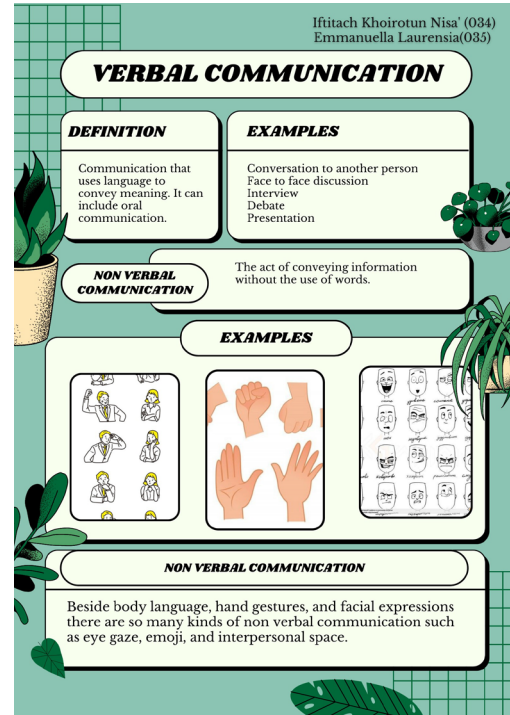 Iftitach Khoirotun Nisa' (034)
Emmanuella Laurensia(035)
VERBAL COMMUNICATION
DEFINITION
Communication that
uses language to
convey meaning. It can
include oral
communication.
EXAMPLES
Conversation to another person
Face to face discussion
Interview
Debate
Presentation
NON VERBAL
COMMUNICATION
The act of conveying information
without the use of words.
EXAMPLES
NON VERBAL COMMUNICATION
Beside body language, hand gestures, and facial expressions
there are so many kinds of non verbal communication such
as eye gaze, emoji, and interpersonal space.